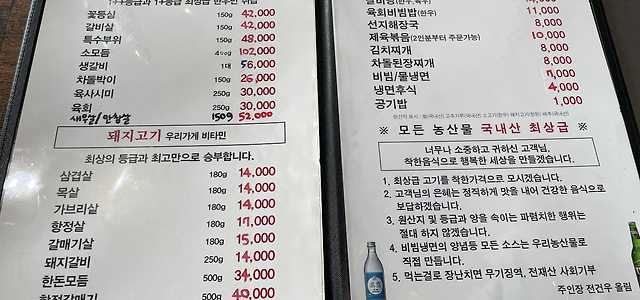 1++등급과 1+등급 최상급 한우만 취급
꽃등심 150g 42,000
갈비살 150g 42,000
특수부위 150g 48,000
소모듬 400g 102,000
생갈비 1대 56,000
차돌박이 150g 26,000
육사시미 250g 30,000
육회 250g 30,000
새우살/안창살 150g 52,000
돼지고기 우리가게 비타민
최상의 등급과 최고만으로 승부합니다.
삼겹살 180g 14,000
목살 180g 14,000
가브리살 180g 14,000
항정살 180g 17,000
갈매기살 180g 15,000
돼지갈비 250g 14,000
한돈모듬 500g 34,000
항정갈매기 500g 40,000
14,000
육회비빔밥(한우) 11,000
선지해장국 8,000
제육볶음(2인분부터 주문가능) 10,000
김치찌개 8,000
차돌된장찌개 8,000
비빔/물냉면 7,000
냉면후식 4,000
공기밥 1,000
※ 모든 농산물 국내산 최상급 ※
너무나 소중하고 귀하신 고객님,
착한음식으로 행복한 세상을 만들겠습니다.
1. 최상급 고기를 착한가격으로 모시겠습니다.
2. 고객님의 은혜는 정직하게 맛을 내어 건강한 음식으로
보답하겠습니다.
3. 원산지 및 등급과 양을 속이는 파렴치한 행위는
절대 하지 않겠습니다.
4. 비빔냉면의 양념등 모든 소스는 우리농산물로
직접 만듭니다.
5. 먹는걸로 장난치면 무기징역, 전재산 사회기부
주인장 전건우 올림